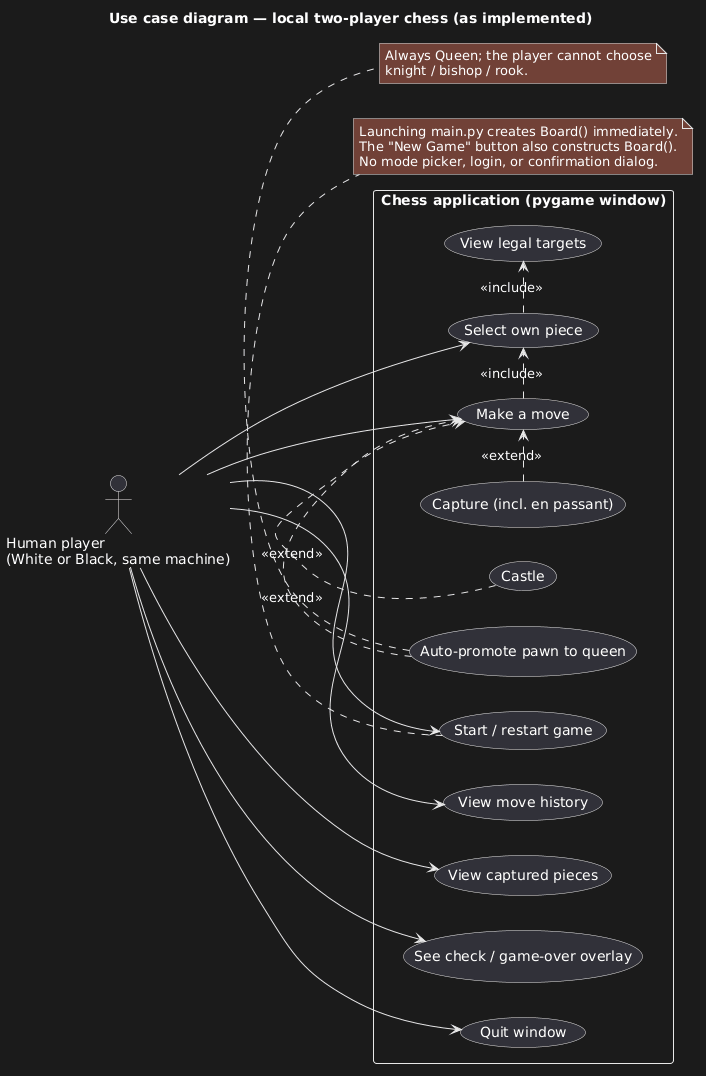 Use case diagram — local two-player chess (as implemented)
Always Queen; the player cannot choose
knight / bishop / rook.
Launching main.py creates Board() immediately.
The "New Game" button also constructs Board().
No mode picker, login, or confirmation dialog.
Chess application (pygame window)
View legal targets
«include»
Select own piece
«include»
Make a move
«extend»
Capture (incl. en passant)
Human player
(White or Black, same machine)
«extend»
Castle
«extend»
Auto-promote pawn to queen
Start / restart game
View move history
View captured pieces
See check / game-over overlay
Quit window